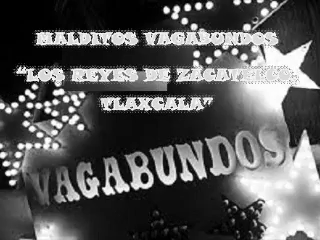 MALDITOS VAGABUNDOS
"LOS REYES DE ZACATELCO,
TLAXCALA"
VAGABUNDOS